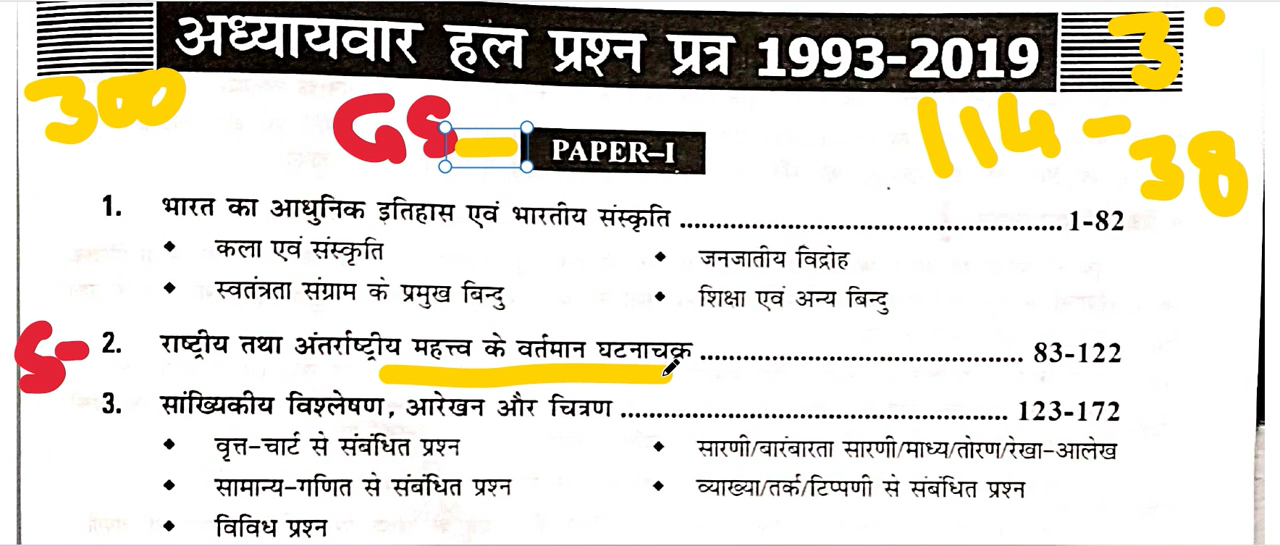 अध्यायवार हल प्रश्न पत्र 1993-2019
3
300
GS
PAPER-I
114 - 38
1. भारत का आधुनिक इतिहास एवं भारतीय संस्कृति .......... 1-82
◆ कला एवं संस्कृति
◆ जनजातीय विद्रोह
◆ स्वतंत्रता संग्राम के प्रमुख बिन्दु
◆ शिक्षा एवं अन्य बिन्दु
5-
2. राष्ट्रीय तथा अंतर्राष्ट्रीय महत्त्व के वर्तमान घटनाचक्र .......... 83-122
3. सांख्यिकीय विश्लेषण, आरेखन और चित्रण .......... 123-172
◆ वृत्त-चार्ट से संबंधित प्रश्न
◆ सारणी/बारंबारता सारणी/माध्य/तोरण/रेखा-आलेख
◆ सामान्य-गणित से संबंधित प्रश्न
◆ व्याख्या/तर्क/टिप्पणी से संबंधित प्रश्न
◆ विविध प्रश्न